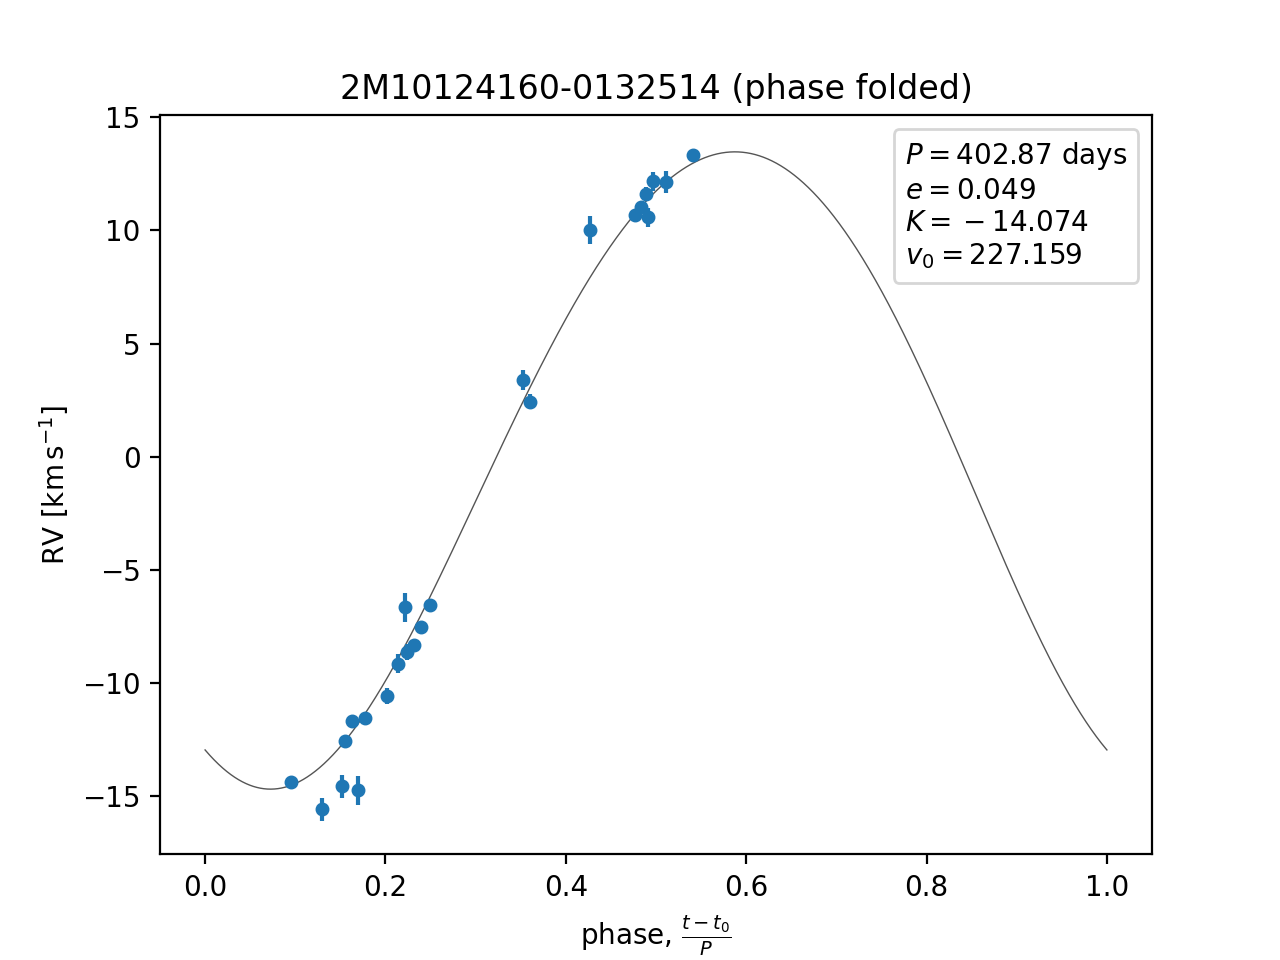 2M10124160-0132514 (phase folded)
15
10
5
0
−5
−10
−15
RV [km s⁻¹]
P = 402.87 days
e = 0.049
K = −14.074
v₀ = 227.159
0.0 0.2 0.4 0.6 0.8 1.0
phase, (t − t₀)/P